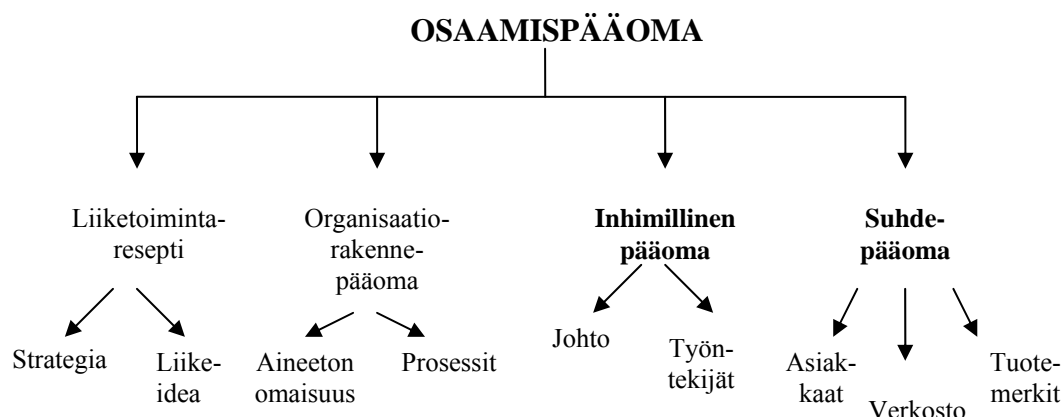 OSAAMISPÄÄOMA
Liiketoiminta-
resepti
Organisaatio-
rakenne-
pääoma
Inhimillinen
pääoma
Suhde-
pääoma
Strategia
Liike-
idea
Aineeton
omaisuus
Prosessit
Johto
Työn-
tekijät
Asiak-
kaat
Verkosto
Tuote-
merkit